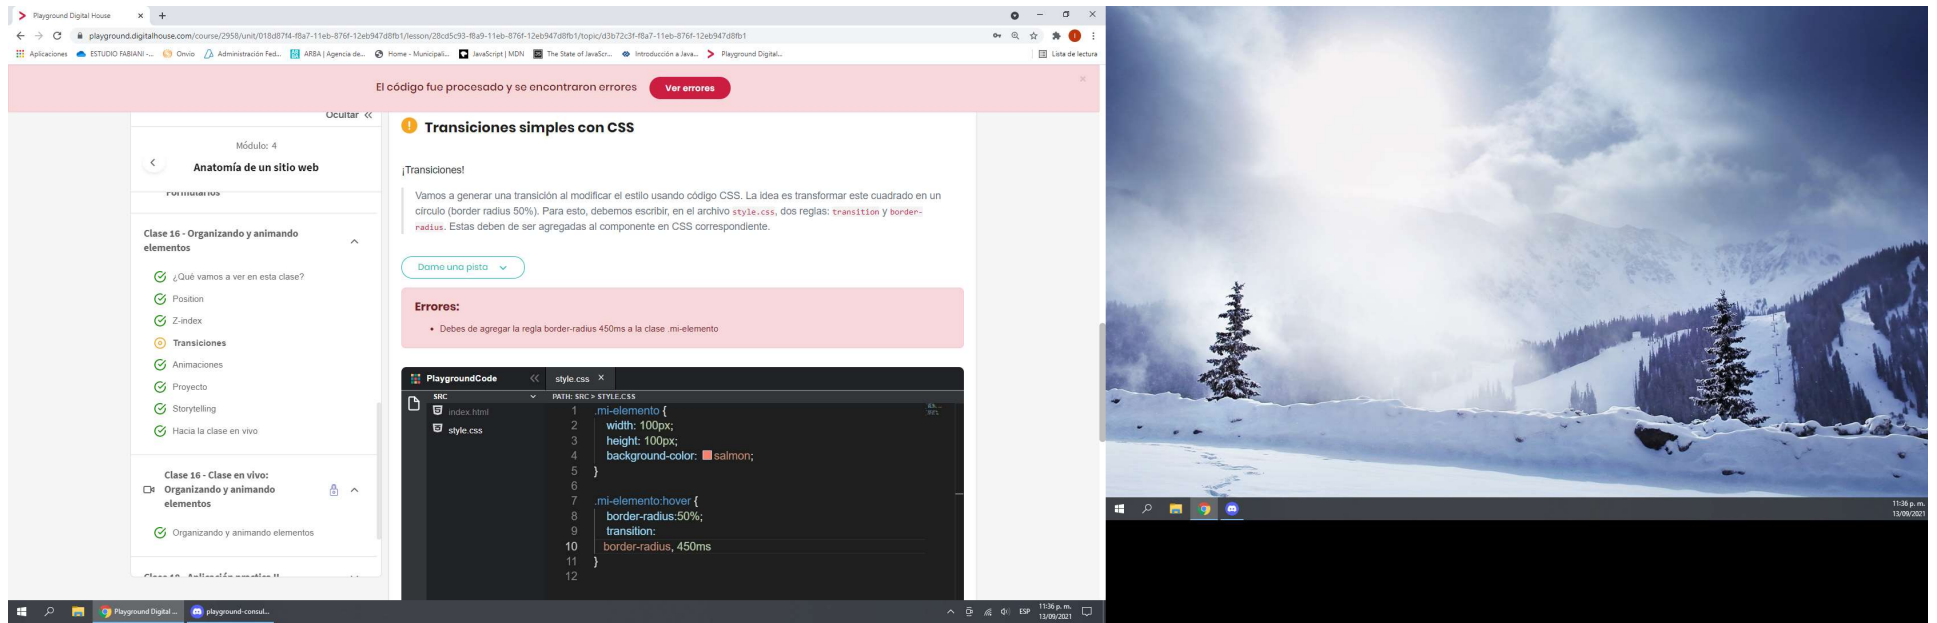 Playground Digital House
playground.digitalhouse.com/course/2958/unit/018d87f4-f8a7-11eb-876f-12eb947d8fb1/lesson/28cd5c93-f8a9-11eb-876f-12eb947d8fb1/topic/d3b72c3f-f8a7-11eb-876f-12eb947d8fb1
Aplicaciones ESTUDIO FABIANI -... Onvio Administración Fed... ARBA | Agencia de... Home - Municipali... JavaScript | MDN The State of JavaScr... Introducción a Java... Playground Digital... Lista de lectura
El código fue procesado y se encontraron errores Ver errores
Ocultar
Módulo: 4
Anatomía de un sitio web
Formularios
Clase 16 - Organizando y animando
elementos
¿Qué vamos a ver en esta clase?
Position
Z-index
Transiciones
Animaciones
Proyecto
Storytelling
Hacia la clase en vivo
Clase 16 - Clase en vivo:
Organizando y animando
elementos
Organizando y animando elementos
Transiciones simples con CSS
¡Transiciones!
Vamos a generar una transición al modificar el estilo usando código CSS. La idea es transformar este cuadrado en un
círculo (border radius 50%). Para esto, debemos escribir, en el archivo style.css, dos reglas: transition y border-
radius. Estas deben de ser agregadas al componente en CSS correspondiente.
Dame una pista
Errores:
• Debes de agregar la regla border-radius 450ms a la clase .mi-elemento
PlaygroundCode
SRC
index.html
style.css
style.css ×
PATH: SRC > STYLE.CSS
1 .mi-elemento {
2 width: 100px;
3 height: 100px;
4 background-color: salmon;
5 }
6
7 .mi-elemento:hover {
8 border-radius:50%;
9 transition:
10 border-radius, 450ms
11 }
12
Playground Digital ... playground-consul...
ESP
11:36 p. m.
13/09/2021
11:36 p. m.
13/09/2021